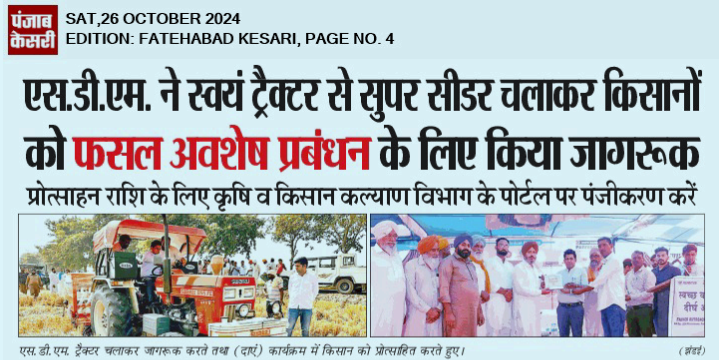 पंजाब
केसरी
SAT,26 OCTOBER 2024
EDITION: FATEHABAD KESARI, PAGE NO. 4
एस.डी.एम. ने स्वयं ट्रैक्टर से सुपर सीडर चलाकर किसानों
को फसल अवशेष प्रबंधन के लिए किया जागरूक
प्रोत्साहन राशि के लिए कृषि व किसान कल्याण विभाग के पोर्टल पर पंजीकरण करें
स्वच्छ
दीर्घ
एस. डी. एम. ट्रैक्टर चलाकर जागरूक करते तथा (दाएं) कार्यक्रम में किसान को प्रोत्साहित करते हुए।